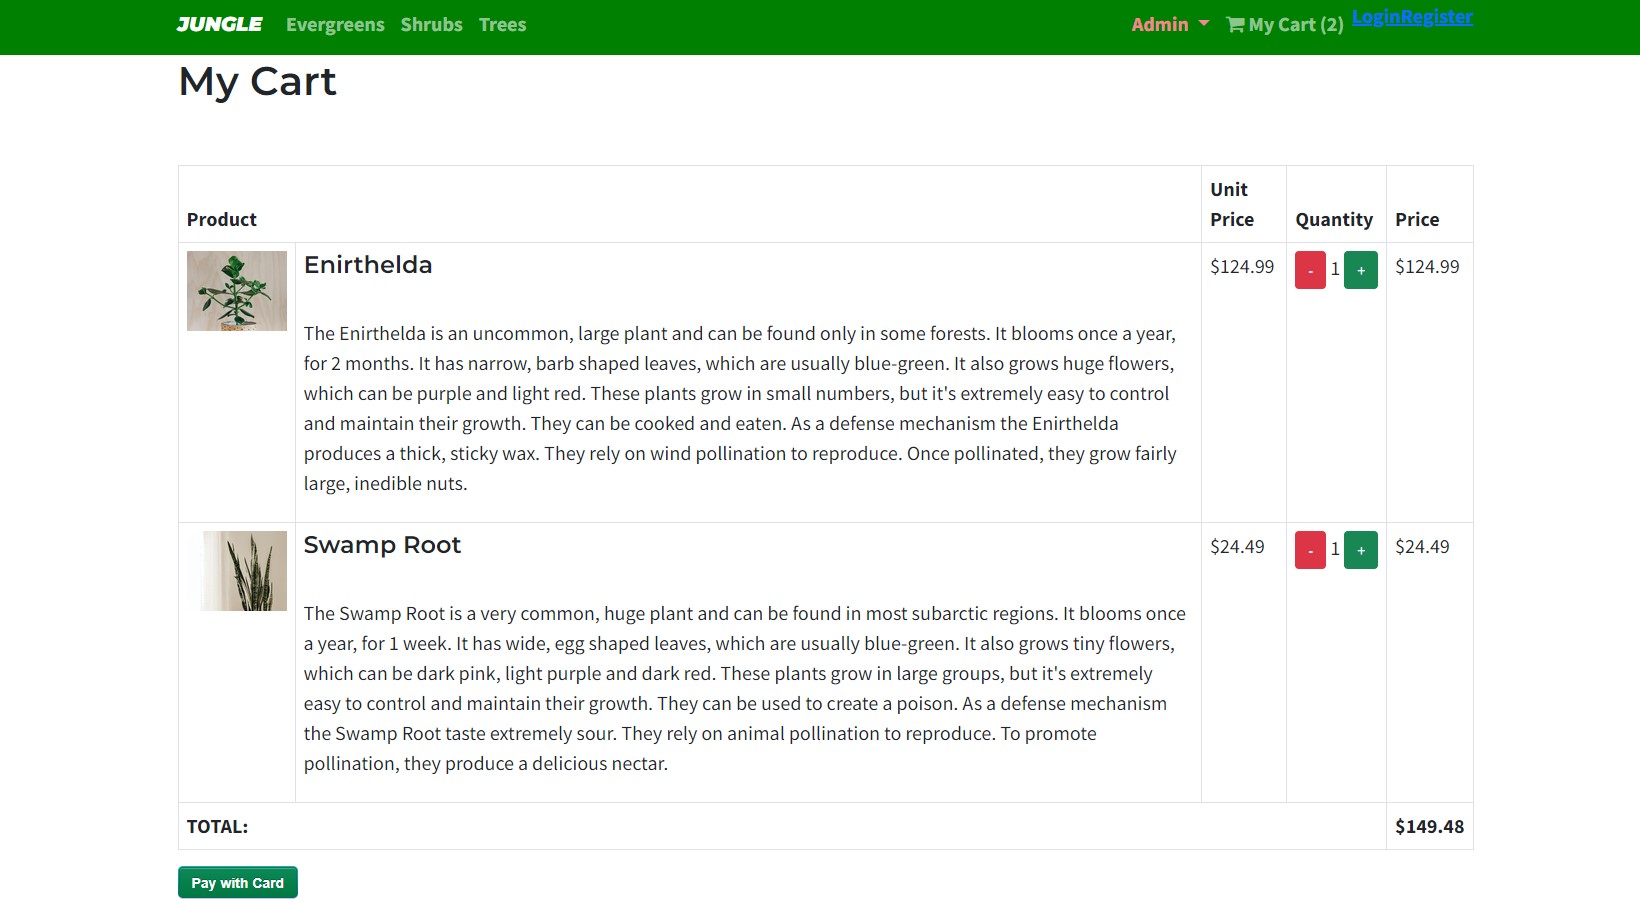 JUNGLE Evergreens Shrubs Trees Admin My Cart (2) LoginRegister
My Cart
Product Unit Price Quantity Price
Enirthelda $124.99 - 1 + $124.99
The Enirthelda is an uncommon, large plant and can be found only in some forests. It blooms once a year,
for 2 months. It has narrow, barb shaped leaves, which are usually blue-green. It also grows huge flowers,
which can be purple and light red. These plants grow in small numbers, but it's extremely easy to control
and maintain their growth. They can be cooked and eaten. As a defense mechanism the Enirthelda
produces a thick, sticky wax. They rely on wind pollination to reproduce. Once pollinated, they grow fairly
large, inedible nuts.
Swamp Root $24.49 - 1 + $24.49
The Swamp Root is a very common, huge plant and can be found in most subarctic regions. It blooms once
a year, for 1 week. It has wide, egg shaped leaves, which are usually blue-green. It also grows tiny flowers,
which can be dark pink, light purple and dark red. These plants grow in large groups, but it's extremely
easy to control and maintain their growth. They can be used to create a poison. As a defense mechanism
the Swamp Root taste extremely sour. They rely on animal pollination to reproduce. To promote
pollination, they produce a delicious nectar.
TOTAL: $149.48
Pay with Card